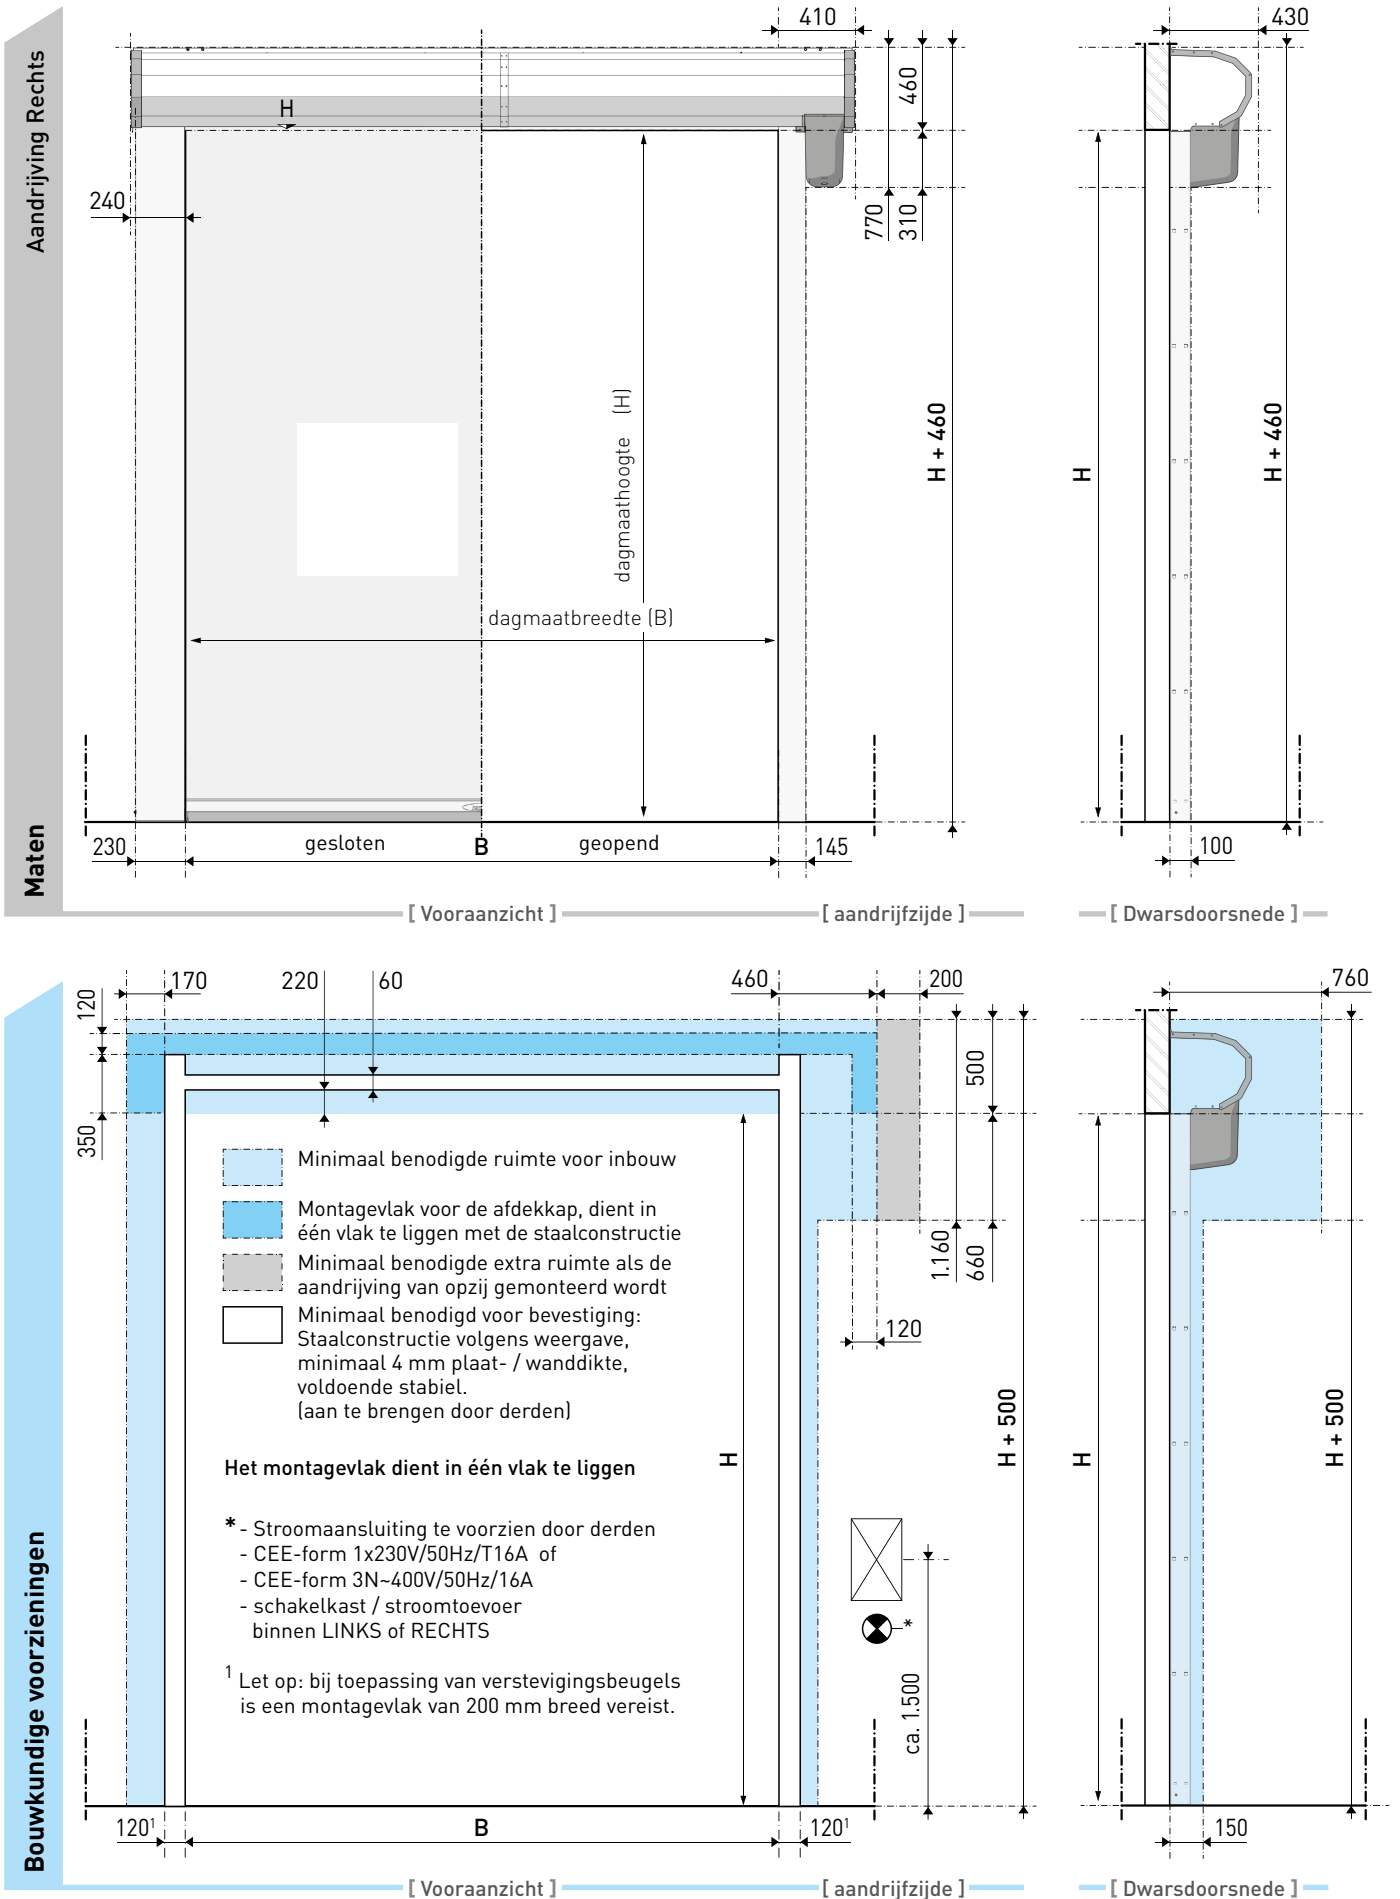 Aandrijving Rechts
Maten
410
430
460
H
240
770
310
dagmaathoogte (H)
H + 460
H
H + 460
dagmaatbreedte (B)
230
gesloten
B
geopend
145
100
[ Vooraanzicht ]
[ aandrijfzijde ]
[ Dwarsdoorsnede ]
Bouwkundige voorzieningen
170
220
60
460
200
760
120
500
350
Minimaal benodigde ruimte voor inbouw
Montagevlak voor de afdekkap, dient in
één vlak te liggen met de staalconstructie
Minimaal benodigde extra ruimte als de
aandrijving van opzij gemonteerd wordt
Minimaal benodigd voor bevestiging:
Staalconstructie volgens weergave,
minimaal 4 mm plaat- / wanddikte,
voldoende stabiel.
(aan te brengen door derden)
1.160
660
120
H
H + 500
H
H + 500
Het montagevlak dient in één vlak te liggen
* - Stroomaansluiting te voorzien door derden
- CEE-form 1x230V/50Hz/T16A of
- CEE-form 3N~400V/50Hz/16A
- schakelkast / stroomtoevoer
binnen LINKS of RECHTS
*
1 Let op: bij toepassing van verstevigingsbeugels
is een montagevlak van 200 mm breed vereist.
ca. 1.500
120¹
B
120¹
150
[ Vooraanzicht ]
[ aandrijfzijde ]
[ Dwarsdoorsnede ]